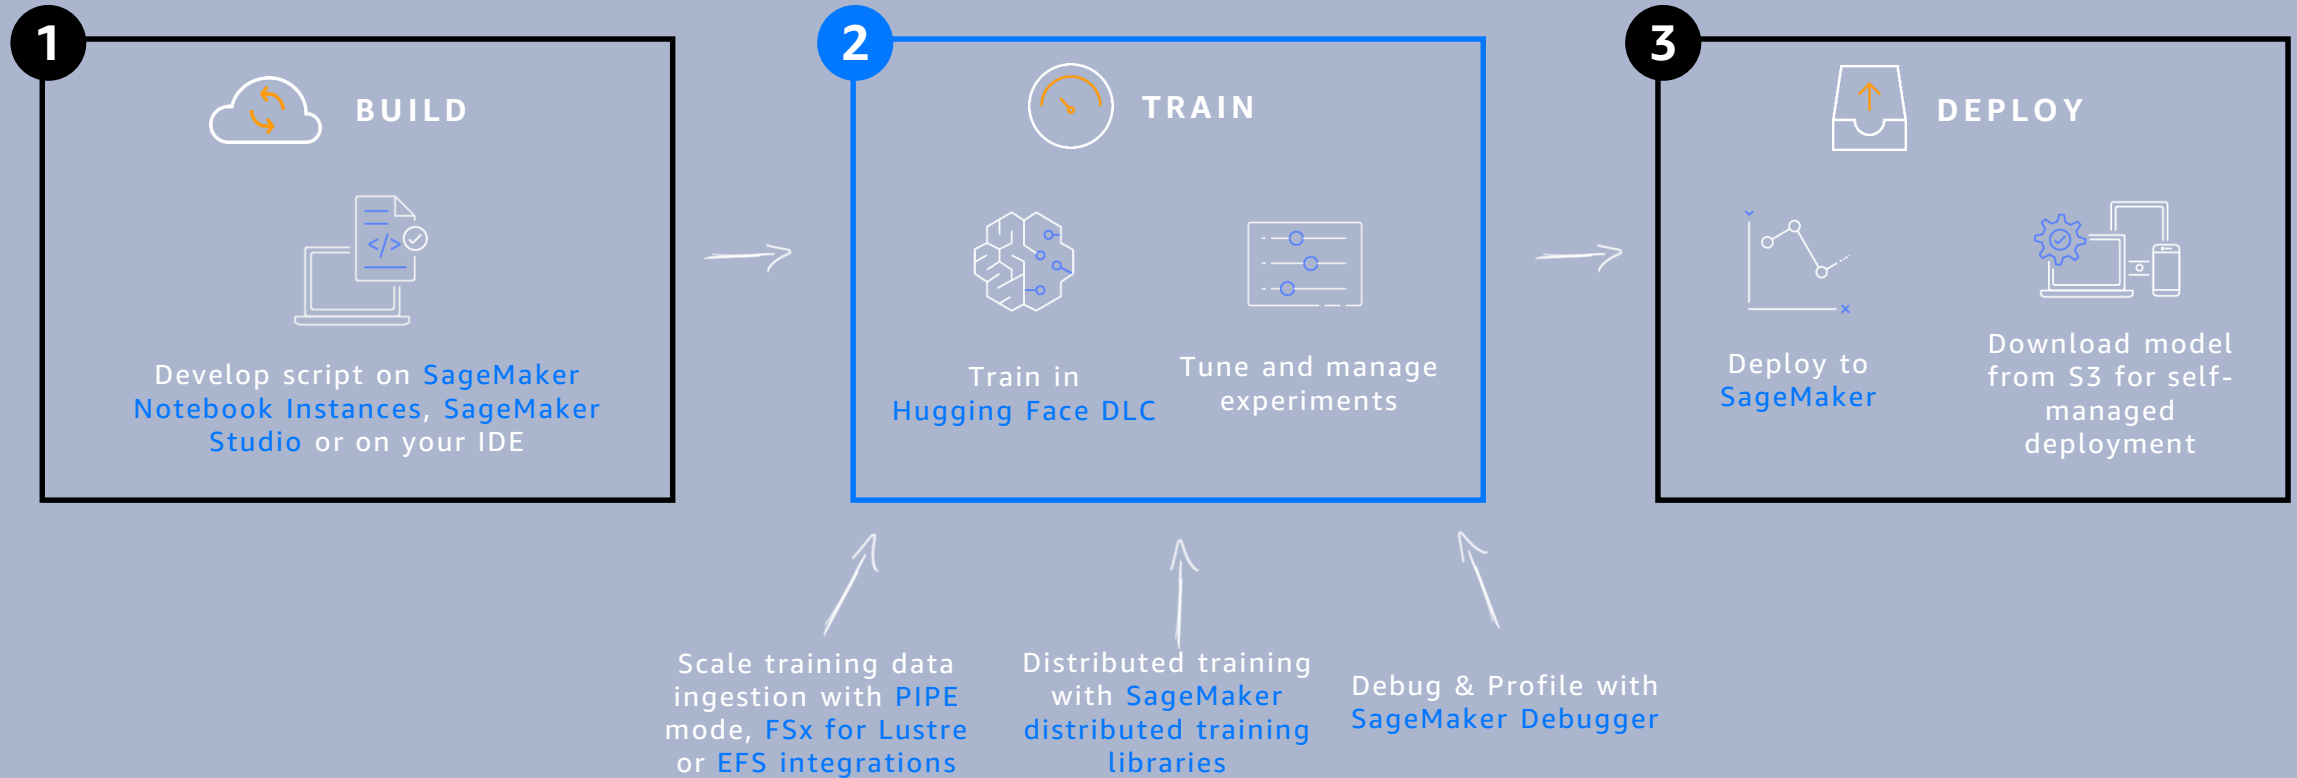 1
BUILD
</>
Develop script on SageMaker
Notebook Instances, SageMaker
Studio or on your IDE
2
TRAIN
Train in
Hugging Face DLC
Tune and manage
experiments
3
DEPLOY
Deploy to
SageMaker
Download model
from S3 for self-
managed
deployment
Scale training data
ingestion with PIPE
mode, FSx for Lustre
or EFS integrations
Distributed training
with SageMaker
distributed training
libraries
Debug & Profile with
SageMaker Debugger